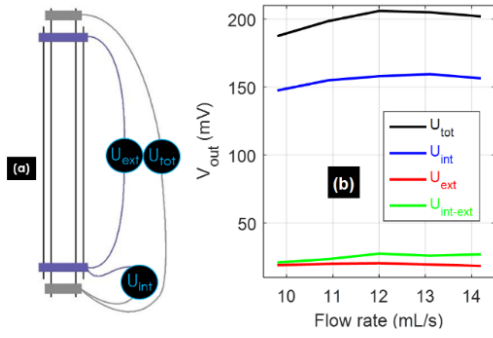 (a)
U_ext
U_tot
U_int
V_out (mV)
200
150
100
50
(b)
U_tot
U_int
U_ext
U_int-ext
10 11 12 13 14
Flow rate (mL/s)